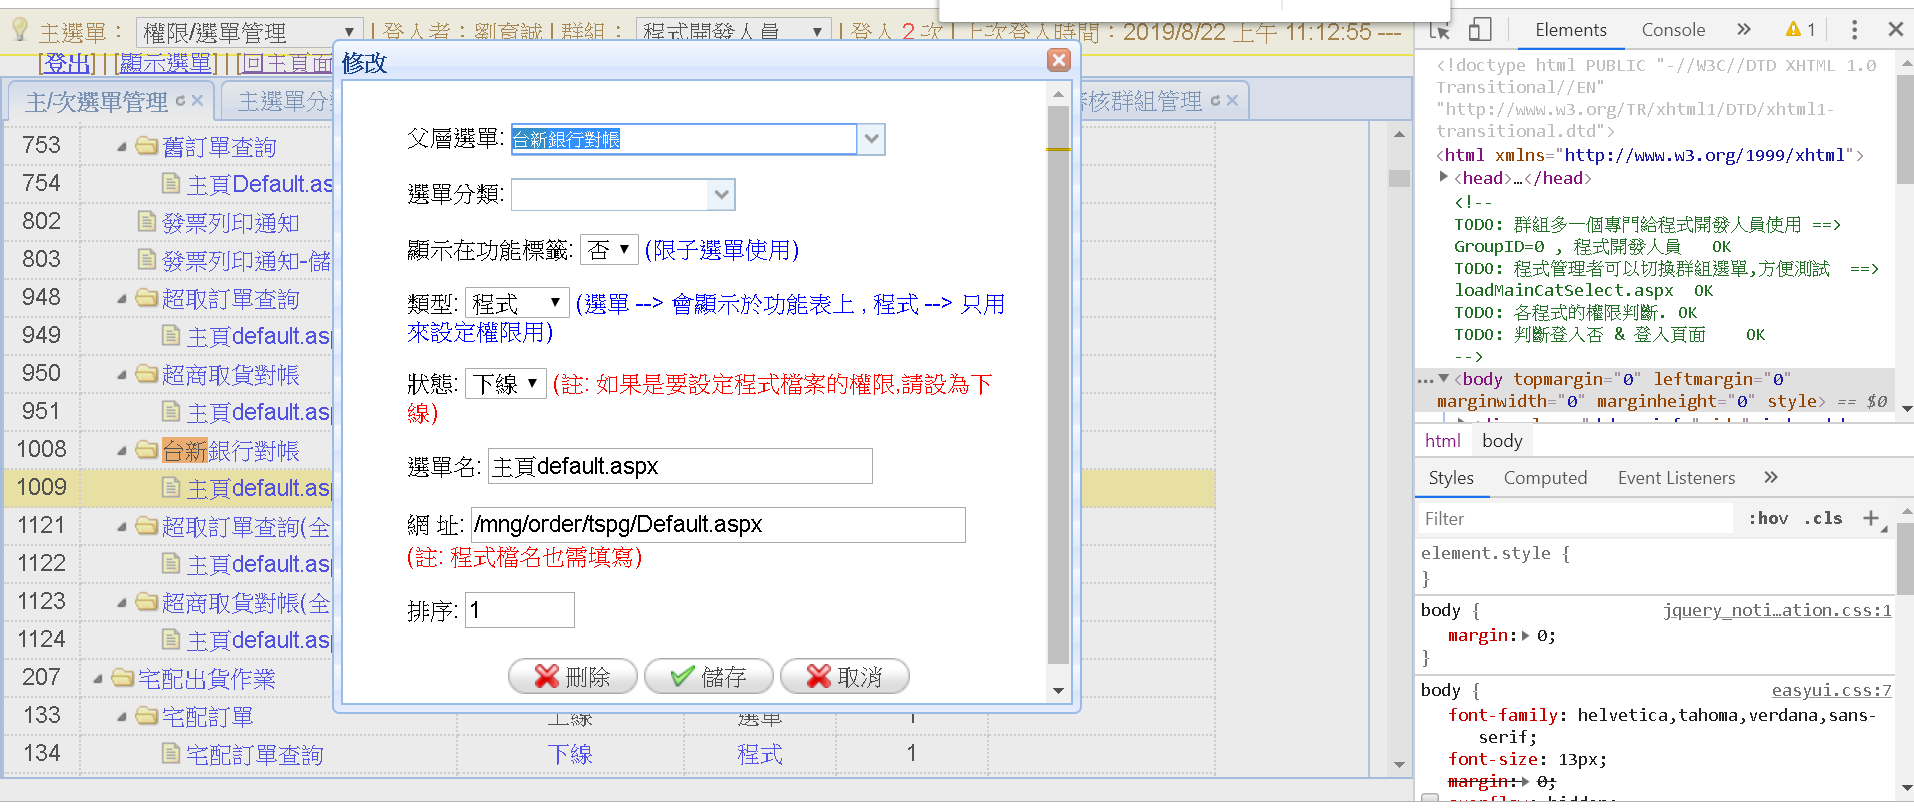 主選單： 權限/選單管理 | 登入者：劉育誠 | 群組： 程式開發人員 | 登入 2 次 | 上次登入時間：2019/8/22 上午 11:12:55 ---
[登出] | [顯示選單] | [回主頁面
主/次選單管理
主選單分
核群組管理
753 舊訂單查詢
754 主頁Default.as
802 發票列印通知
803 發票列印通知-儲
948 超取訂單查詢
949 主頁default.as
950 超商取貨對帳
951 主頁default.as
1008 台新銀行對帳
1009 主頁default.as
1121 超取訂單查詢(全
1122 主頁default.as
1123 超商取貨對帳(全
1124 主頁default.as
207 宅配出貨作業
133 宅配訂單 上線 選單 1
134 宅配訂單查詢 下線 程式 1
修改
父層選單: 台新銀行對帳
選單分類:
顯示在功能標籤: 否 (限子選單使用)
類型: 程式 (選單 --> 會顯示於功能表上 , 程式 --> 只用
來設定權限用)
狀態: 下線 (註: 如果是要設定程式檔案的權限,請設為下
線)
選單名: 主頁default.aspx
網 址: /mng/order/tspg/Default.aspx
(註: 程式檔名也需填寫)
排序: 1
刪除 儲存 取消
Elements Console » 1
<!doctype html PUBLIC "-//W3C//DTD XHTML 1.0
Transitional//EN"
"http://www.w3.org/TR/xhtml1/DTD/xhtml1-
transitional.dtd">
<html xmlns="http://www.w3.org/1999/xhtml">
<head>…</head>
<!--
TODO: 群組多一個專門給程式開發人員使用 ==>
GroupID=0 , 程式開發人員 OK
TODO: 程式管理者可以切換群組選單,方便測試 ==>
loadMainCatSelect.aspx OK
TODO: 各程式的權限判斷. OK
TODO: 判斷登入否 & 登入頁面 OK
-->
<body topmargin="0" leftmargin="0"
marginwidth="0" marginheight="0" style> == $0
html body
Styles Computed Event Listeners »
Filter :hov .cls +
element.style {
}
body { jquery_noti…ation.css:1
margin: 0;
}
body { easyui.css:7
font-family: helvetica,tahoma,verdana,sans-
serif;
font-size: 13px;
margin: 0;